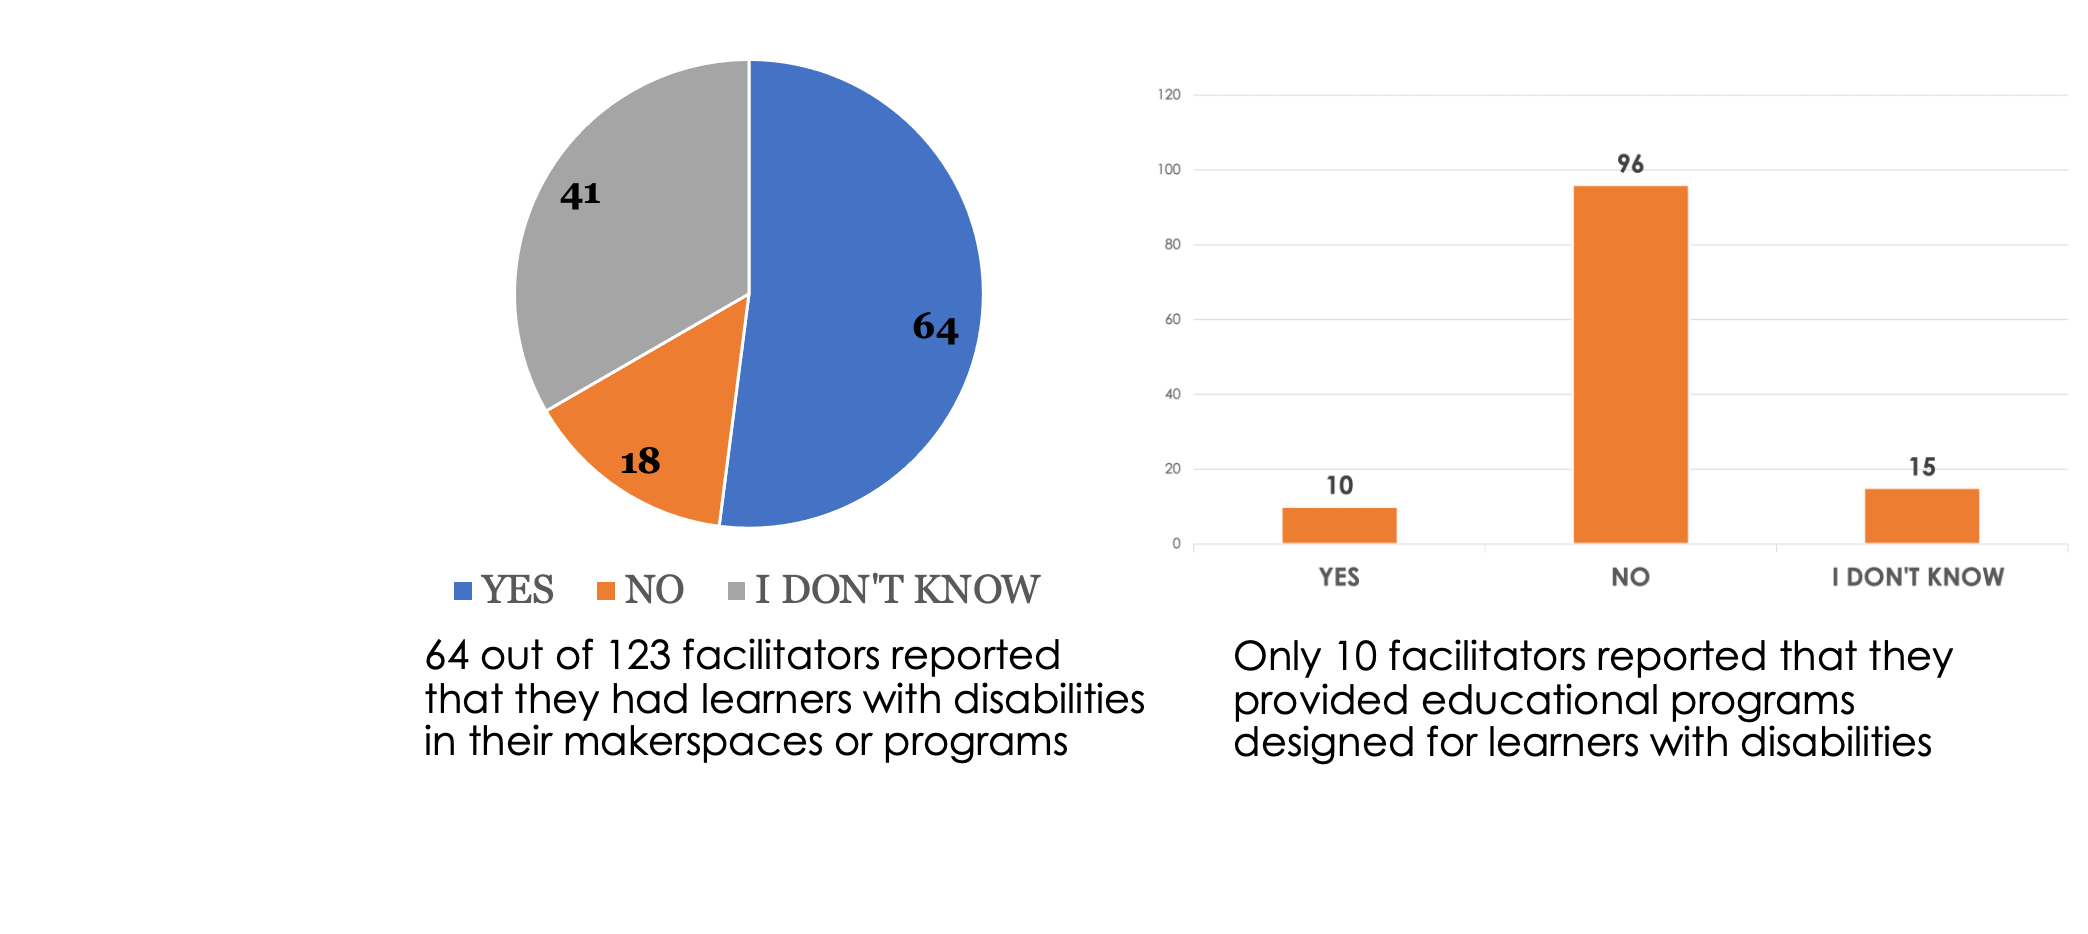 41
64
18
YES NO I DON'T KNOW
64 out of 123 facilitators reported
that they had learners with disabilities
in their makerspaces or programs
120
100
80
60
40
20
0
96
10
15
YES NO I DON'T KNOW
Only 10 facilitators reported that they
provided educational programs
designed for learners with disabilities